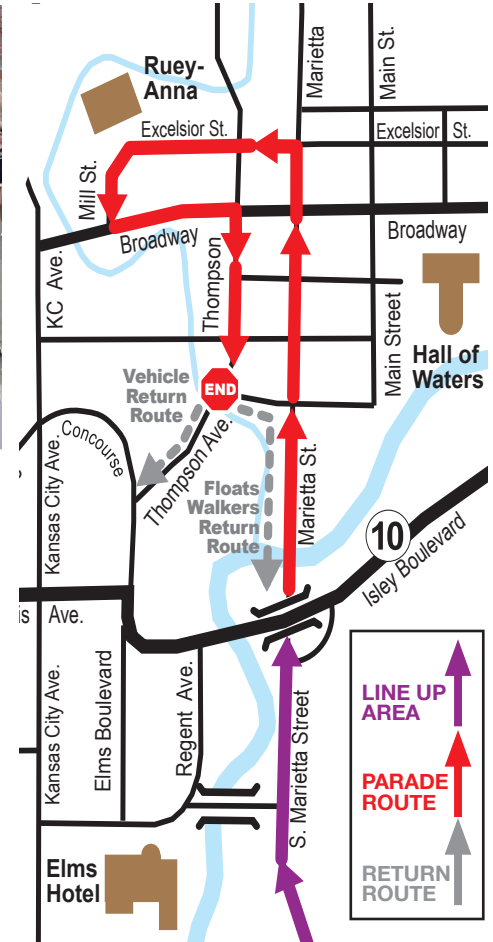 Ruey-
Anna
Marietta
Main St.
Excelsior St.
Excelsior St.
Mill St.
Broadway
Broadway
KC Ave.
Thompson
Main Street
Hall of
Waters
Vehicle
Return
Route
END
Concourse
Kansas City Ave.
Thompson Ave.
Floats
Walkers
Return
Route
Marietta St.
10
Isley Boulevard
is Ave.
Kansas City Ave.
Elms Boulevard
Regent Ave.
S. Marietta Street
Elms
Hotel
LINE UP
AREA
PARADE
ROUTE
RETURN
ROUTE